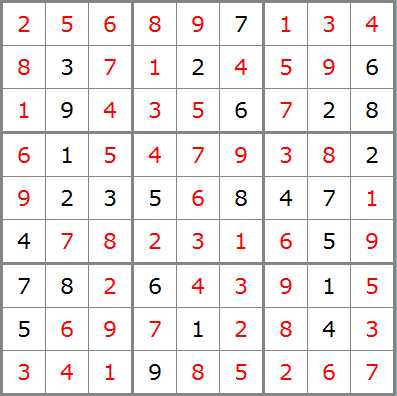 2 5 6 8 9 7 1 3 4
8 3 7 1 2 4 5 9 6
1 9 4 3 5 6 7 2 8
6 1 5 4 7 9 3 8 2
9 2 3 5 6 8 4 7 1
4 7 8 2 3 1 6 5 9
7 8 2 6 4 3 9 1 5
5 6 9 7 1 2 8 4 3
3 4 1 9 8 5 2 6 7